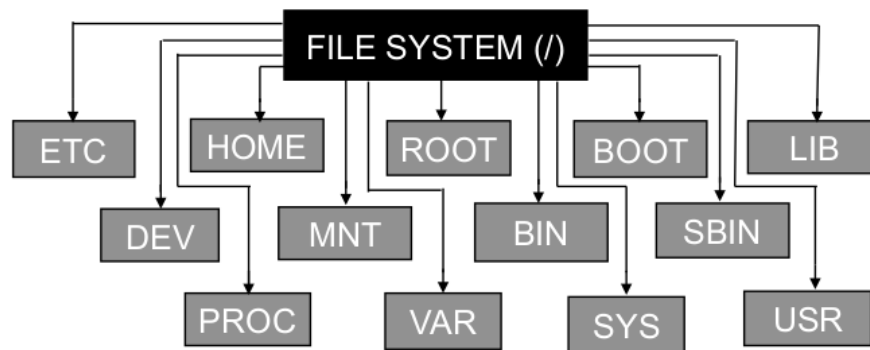 FILE SYSTEM (/)
ETC
HOME
ROOT
BOOT
LIB
DEV
MNT
BIN
SBIN
PROC
VAR
SYS
USR